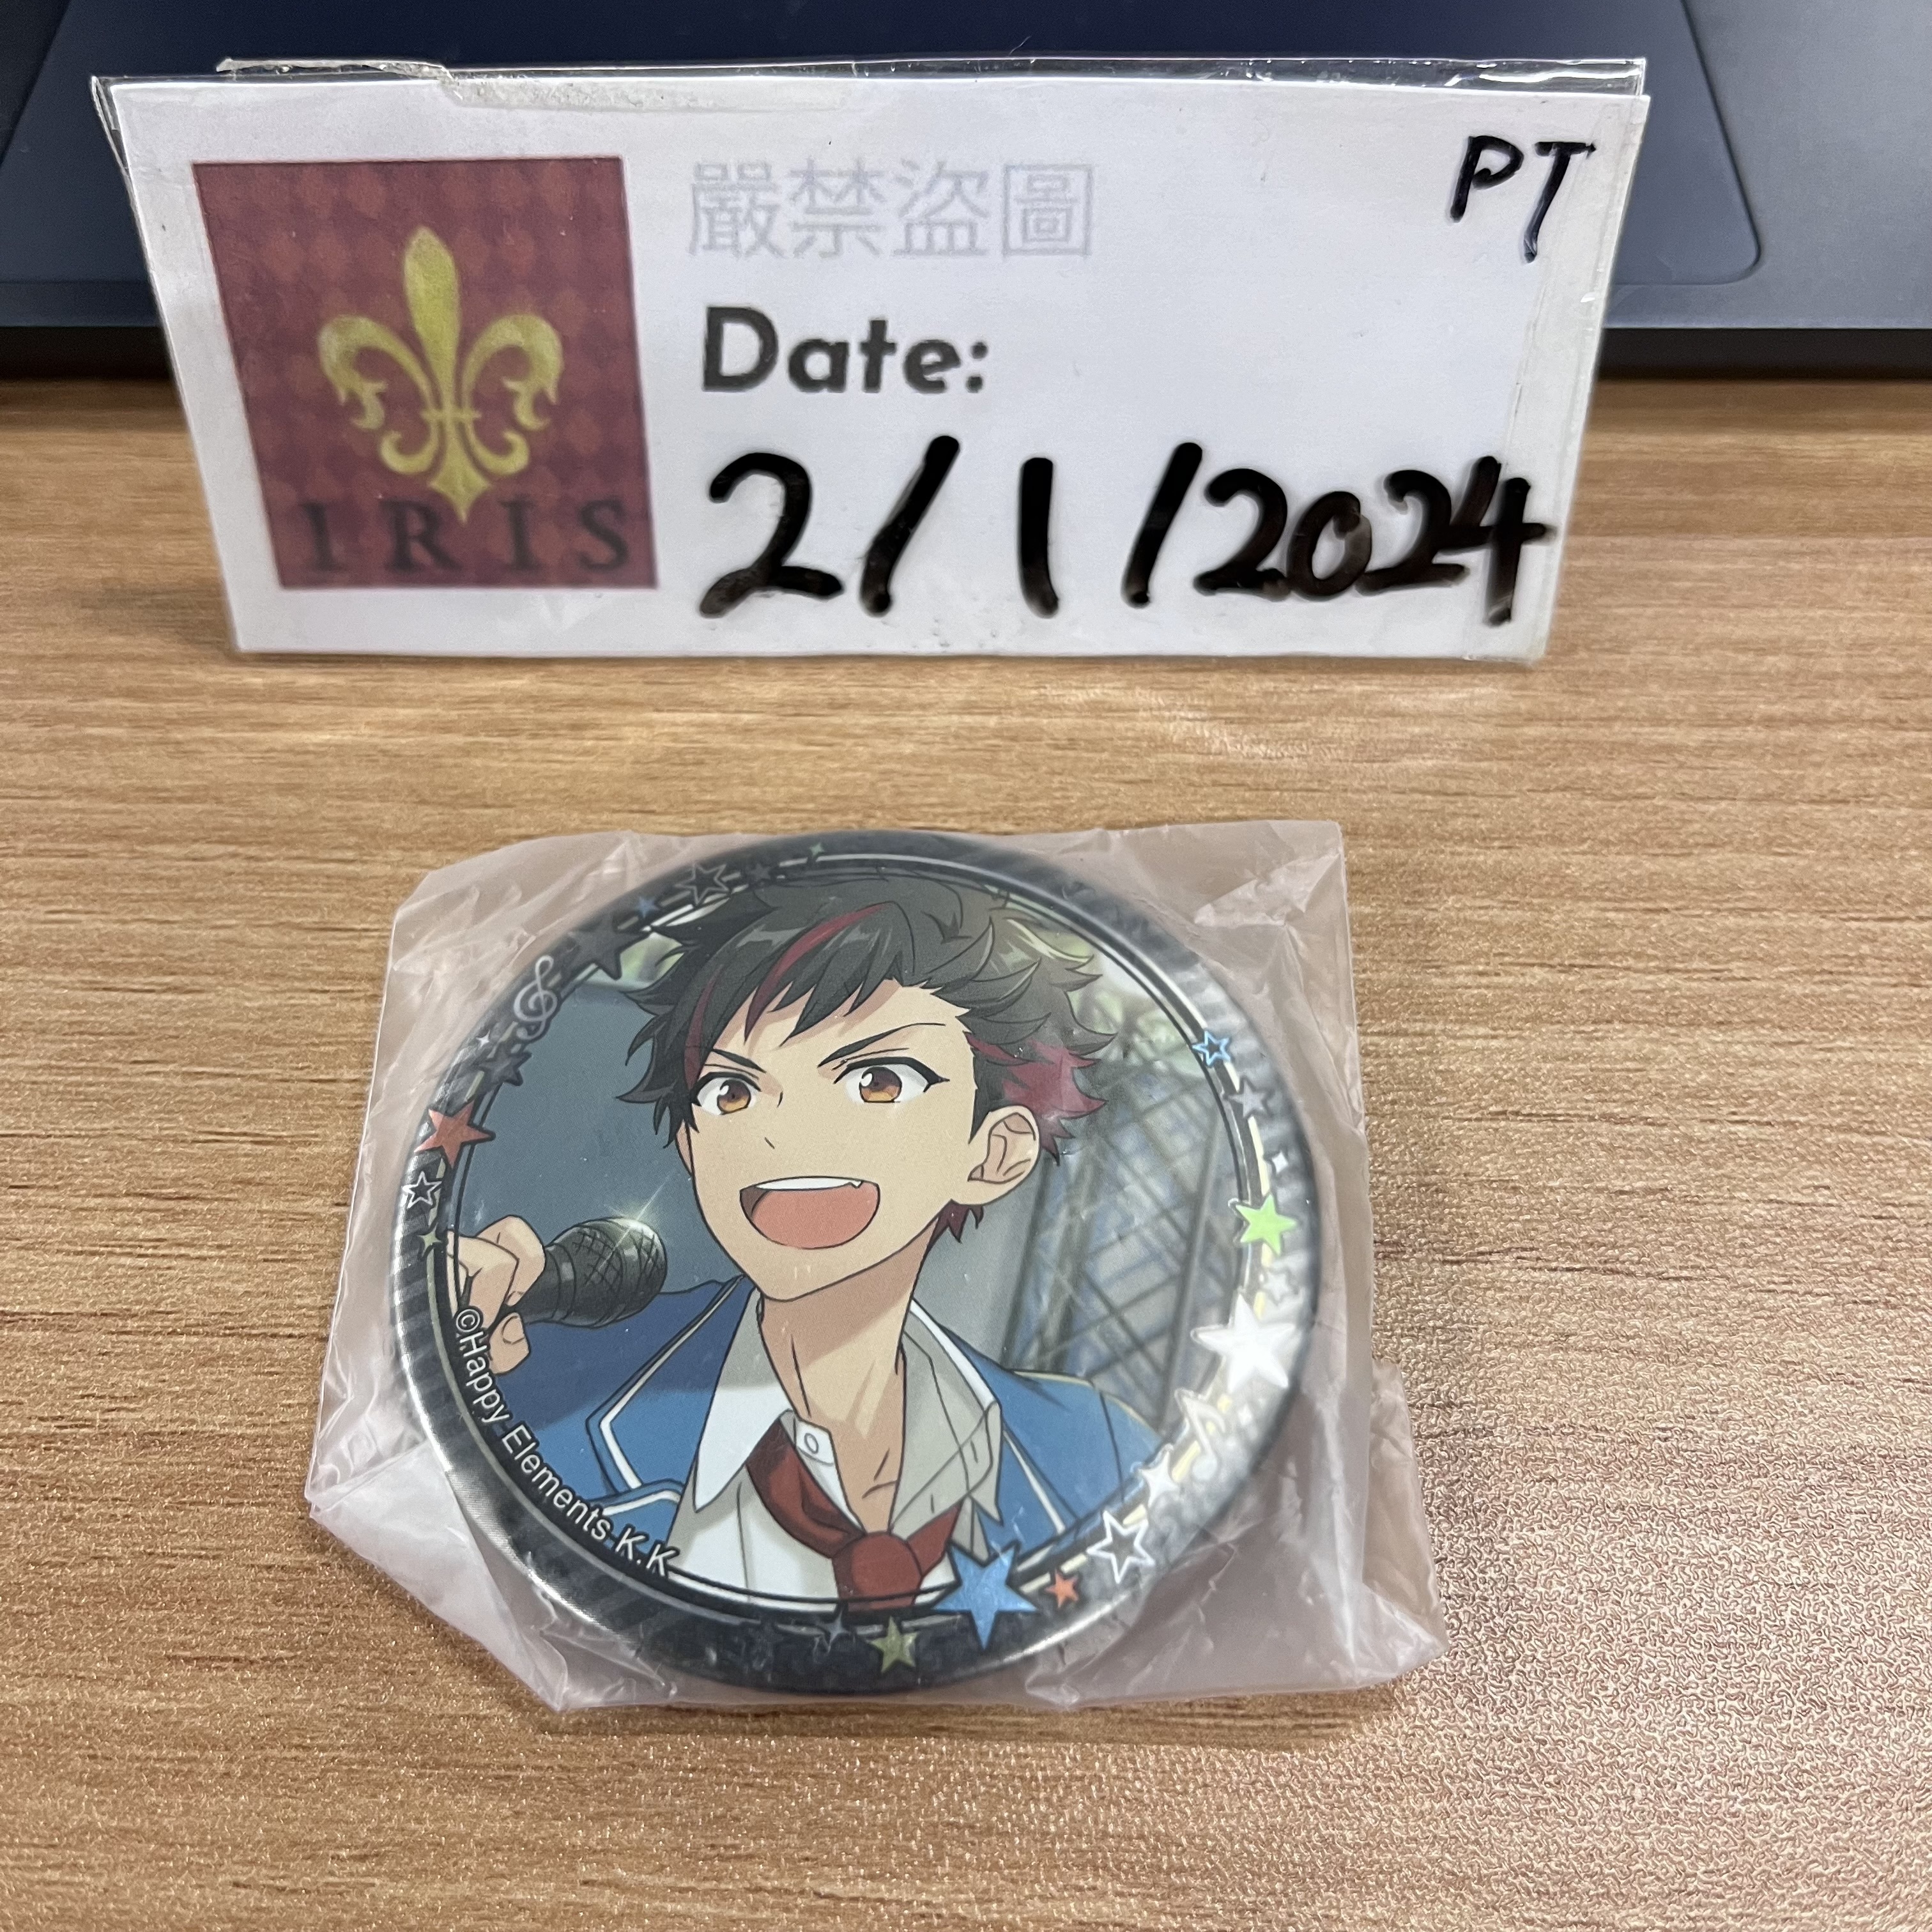 PT
嚴禁盜圖
Date:
2/1/2024
IRIS
©Happy Elements K.K